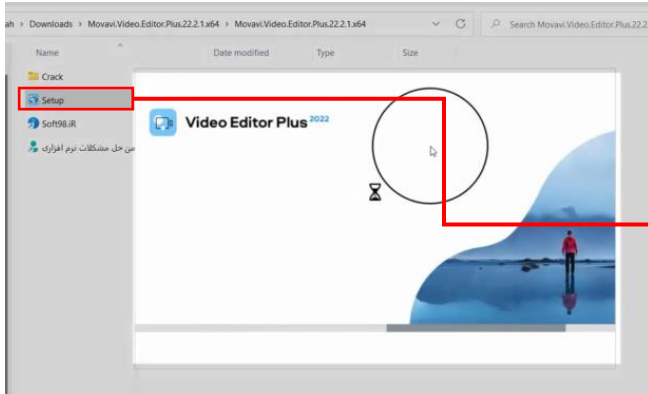 ah > Downloads > Movavi.Video.Editor.Plus.22.2.1.x64 > Movavi.Video.Editor.Plus.22.2.1.x64
Search Movavi.Video.Editor.Plus.22.2
Name Date modified Type Size
Crack
Setup
Soft98.iR
من حل مشکلات نرم افزاری
Video Editor Plus 2022